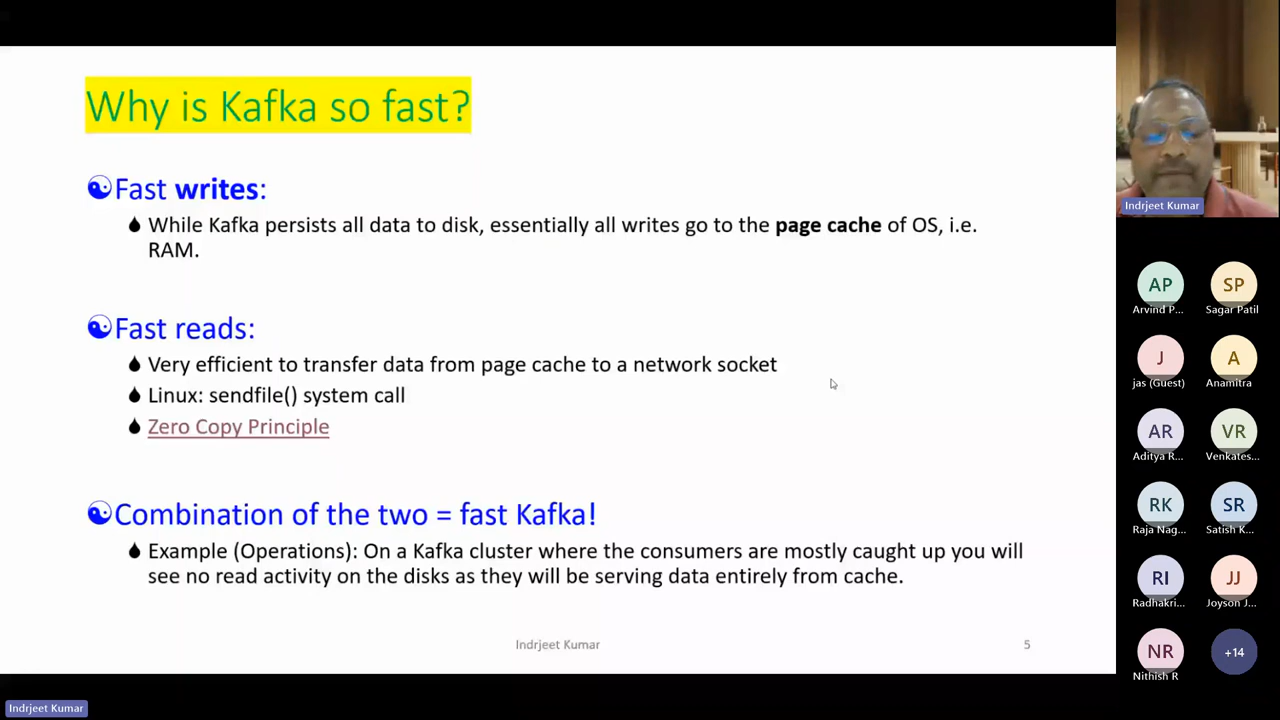 Why is Kafka so fast?
Fast writes:
While Kafka persists all data to disk, essentially all writes go to the page cache of OS, i.e.
RAM.
Fast reads:
Very efficient to transfer data from page cache to a network socket
Linux: sendfile() system call
Zero Copy Principle
Combination of the two = fast Kafka!
Example (Operations): On a Kafka cluster where the consumers are mostly caught up you will
see no read activity on the disks as they will be serving data entirely from cache.
Indrjeet Kumar
5
Indrjeet Kumar
AP
SP
Arvind P...
Sagar Patil
J
A
jas (Guest)
Anamitra
AR
VR
Aditya R...
Venkates...
RK
SR
Raja Nag...
Satish K...
RI
JJ
Radhakri...
Joyson J...
NR
+14
Nithish R
Indrjeet Kumar